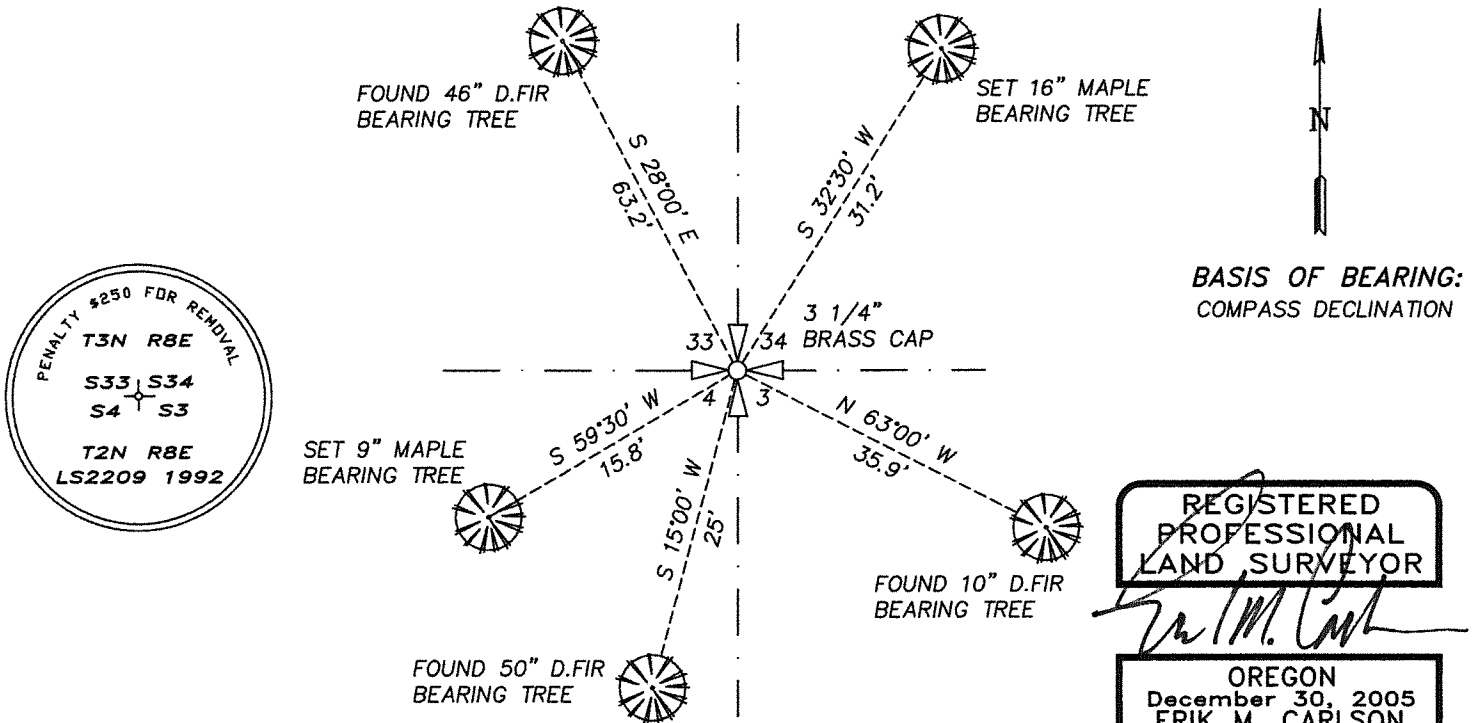 FOUND 46" D.FIR
BEARING TREE
SET 16" MAPLE
BEARING TREE
N
S 28°00' E
63.2'
S 32°30' W
31.2'
BASIS OF BEARING:
COMPASS DECLINATION
PENALTY $250 FOR REMOVAL
T3N R8E
S33 S34
S4 S3
T2N R8E
LS2209 1992
3 1/4"
BRASS CAP
33 34
4 3
SET 9" MAPLE
BEARING TREE
S 59°30' W
15.8'
S 15°00' W
25'
N 63°00' W
35.9'
FOUND 10" D.FIR
BEARING TREE
FOUND 50" D.FIR
BEARING TREE
REGISTERED
PROFESSIONAL
LAND SURVEYOR
OREGON
December 30, 2005
ERIK M. CARLSON